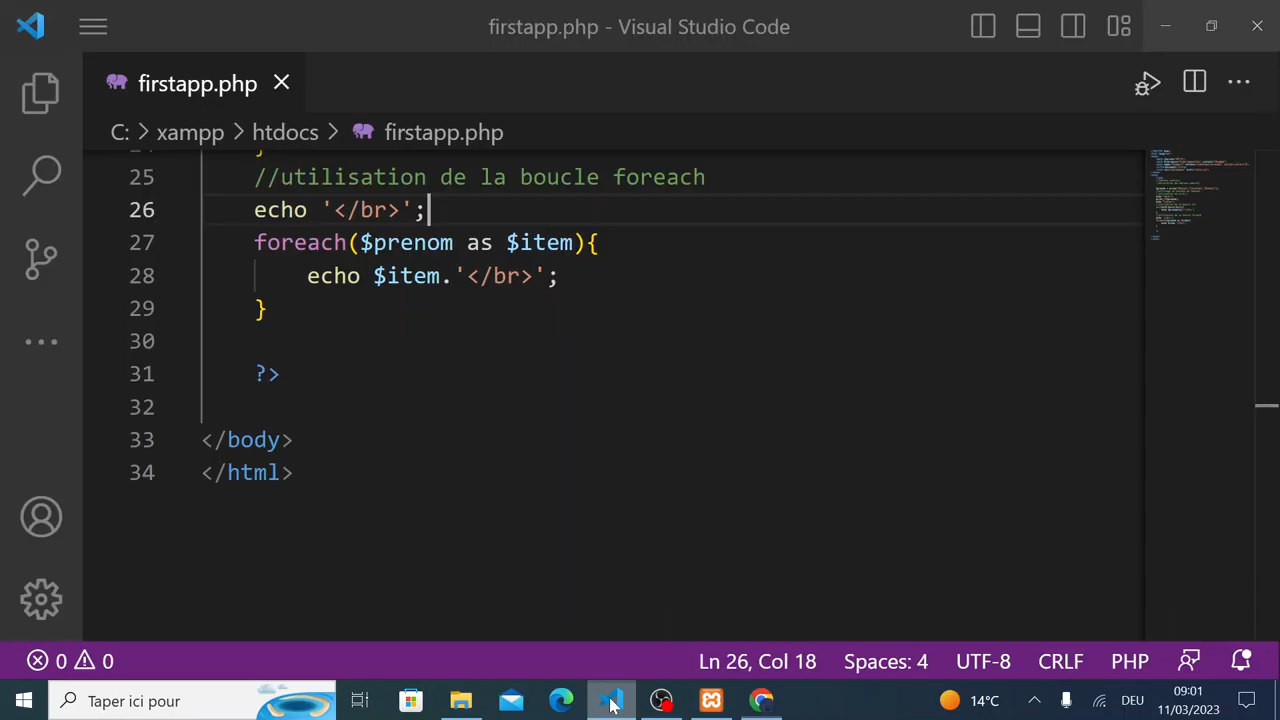 firstapp.php - Visual Studio Code
firstapp.php
C: > xampp > htdocs > firstapp.php
25 //utilisation de la boucle foreach
26 echo '</br>';
27 foreach($prenom as $item){
28 echo $item.'</br>';
29 }
30
31 ?>
32
33 </body>
34 </html>
0 0 Ln 26, Col 18 Spaces: 4 UTF-8 CRLF PHP
Taper ici pour 14°C DEU 09:01
11/03/2023